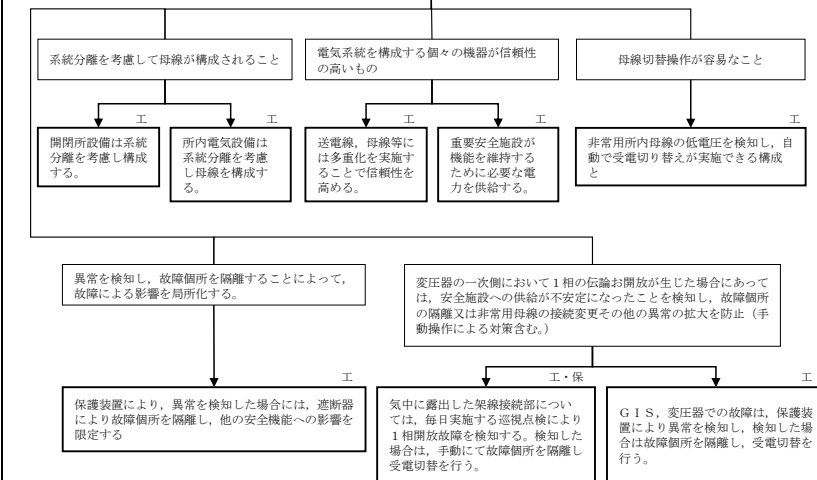 系統分離を考慮して母線が構成されること
電気系統を構成する個々の機器が信頼性
の高いもの
母線切替操作が容易なこと
工
開閉所設備は系統
分離を考慮し構成
する。
工
所内電気設備は
系統分離を考慮
し母線を構成す
る。
工
送電線,母線等に
は多重化を実施す
ることで信頼性を
高める。
工
重要安全施設が
機能を維持する
ために必要な電
力を供給する。
工
非常用所内母線の低電圧を検知し,自
動で受電切り替えが実施できる構成
と
異常を検知し,故障個所を隔離することによって,
故障による影響を局所化する。
変圧器の一次側において1相の伝論お開放が生じた場合にあって
は,安全施設への供給が不安定になったことを検知し,故障個所
の隔離又は非常用母線の接続変更その他の異常の拡大を防止(手
動操作による対策含む。)
工
保護装置により,異常を検知した場合には,遮断器
により故障個所を隔離し,他の安全機能への影響を
限定する
工・保
気中に露出した架線接続部につい
ては,毎日実施する巡視点検により
1相開放故障を検知する。検知した
場合は,手動にて故障個所を隔離し
受電切替を行う。
工
GIS,変圧器での故障は,保護装
置により異常を検知し,検知した場
合は故障個所を隔離し,受電切替を
行う。